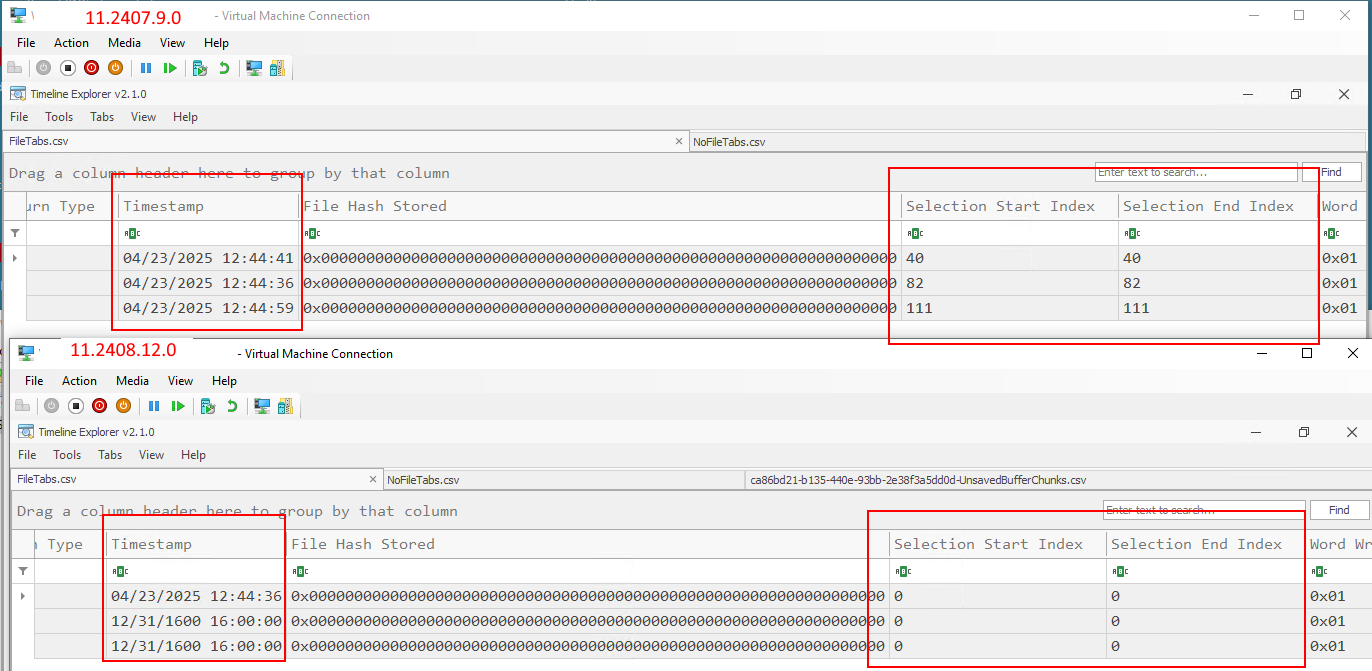 11.2407.9.0 - Virtual Machine Connection
File Action Media View Help
Timeline Explorer v2.1.0
File Tools Tabs View Help
FileTabs.csv NoFileTabs.csv
Drag a column header here to group by that column Enter text to search... Find
urn Type Timestamp File Hash Stored Selection Start Index Selection End Index Word
04/23/2025 12:44:41 0x000000000000000000000000000000000000000000000000000000000000 40 40 0x01
04/23/2025 12:44:36 0x000000000000000000000000000000000000000000000000000000000000 82 82 0x01
04/23/2025 12:44:59 0x000000000000000000000000000000000000000000000000000000000000 111 111 0x01
11.2408.12.0 - Virtual Machine Connection
File Action Media View Help
Timeline Explorer v2.1.0
File Tools Tabs View Help
FileTabs.csv NoFileTabs.csv ca86bd21-b135-440e-93bb-2e38f3a5dd0d-UnsavedBufferChunks.csv
Drag a column header here to group by that column Enter text to search... Find
n Type Timestamp File Hash Stored Selection Start Index Selection End Index Word Wr
04/23/2025 12:44:36 0x000000000000000000000000000000000000000000000000000000000000 0 0 0x01
12/31/1600 16:00:00 0x000000000000000000000000000000000000000000000000000000000000 0 0 0x01
12/31/1600 16:00:00 0x000000000000000000000000000000000000000000000000000000000000 0 0 0x01